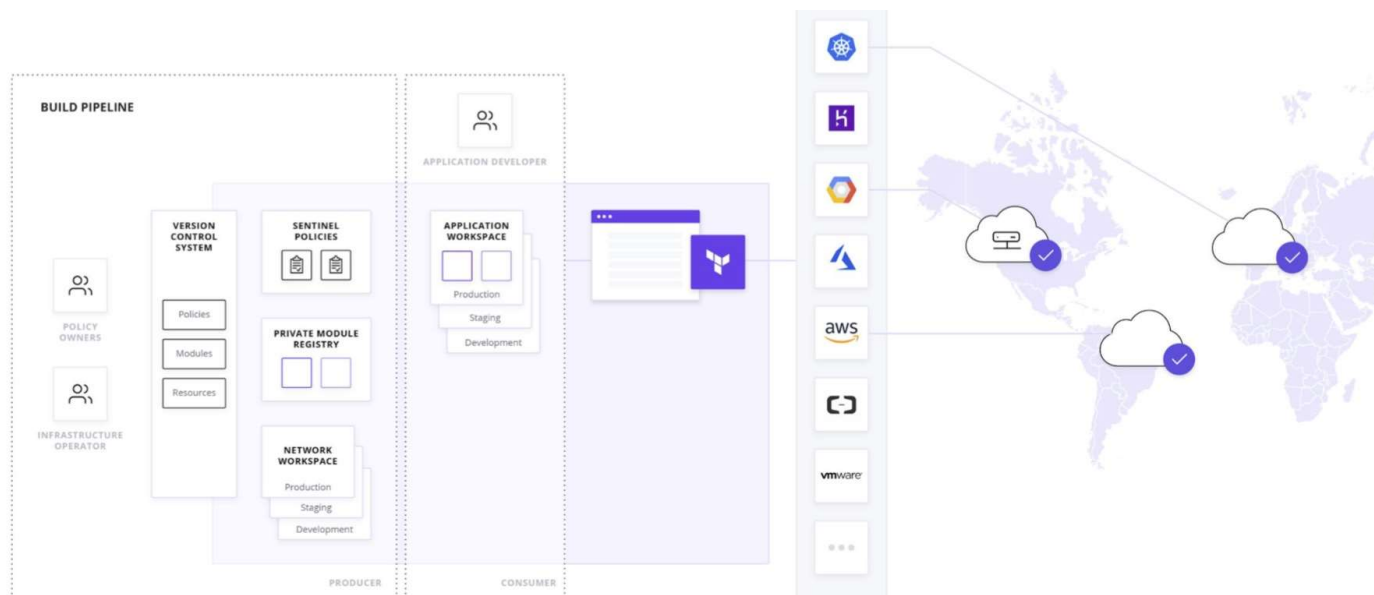 BUILD PIPELINE
POLICY
OWNERS
INFRASTRUCTURE
OPERATOR
VERSION
CONTROL
SYSTEM
Policies
Modules
Resources
SENTINEL
POLICIES
PRIVATE MODULE
REGISTRY
NETWORK
WORKSPACE
Production
Staging
Development
PRODUCER
APPLICATION DEVELOPER
APPLICATION
WORKSPACE
Production
Staging
Development
CONSUMER
aws
vmware